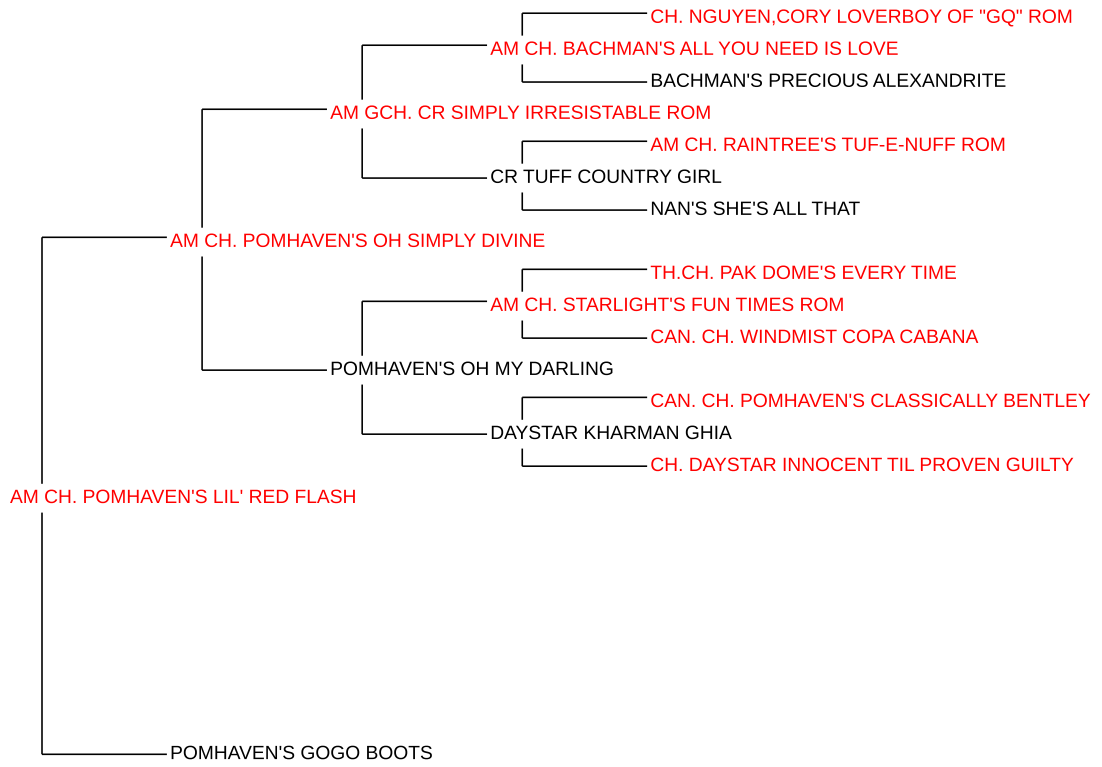 CH. NGUYEN,CORY LOVERBOY OF "GQ" ROM
AM CH. BACHMAN'S ALL YOU NEED IS LOVE
BACHMAN'S PRECIOUS ALEXANDRITE
AM GCH. CR SIMPLY IRRESISTABLE ROM
AM CH. RAINTREE'S TUF-E-NUFF ROM
CR TUFF COUNTRY GIRL
NAN'S SHE'S ALL THAT
AM CH. POMHAVEN'S OH SIMPLY DIVINE
TH.CH. PAK DOME'S EVERY TIME
AM CH. STARLIGHT'S FUN TIMES ROM
CAN. CH. WINDMIST COPA CABANA
POMHAVEN'S OH MY DARLING
CAN. CH. POMHAVEN'S CLASSICALLY BENTLEY
DAYSTAR KHARMAN GHIA
CH. DAYSTAR INNOCENT TIL PROVEN GUILTY
AM CH. POMHAVEN'S LIL' RED FLASH
POMHAVEN'S GOGO BOOTS